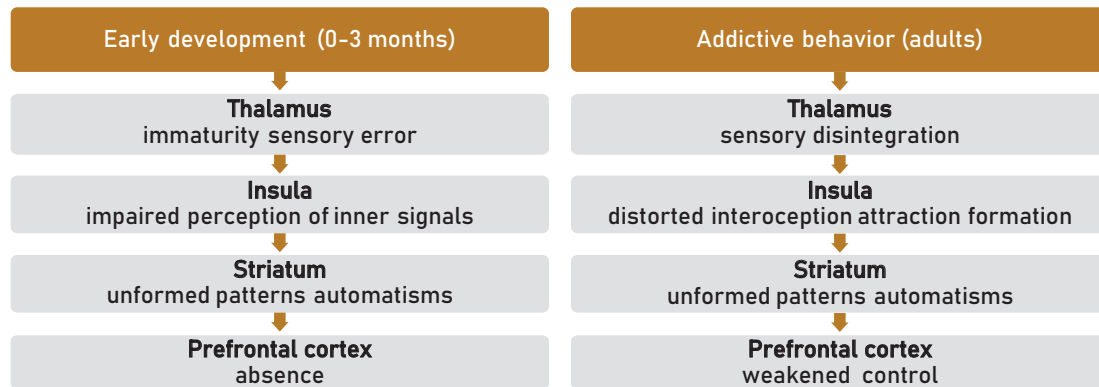 Early development (0-3 months)
Thalamus
immaturity sensory error
Insula
impaired perception of inner signals
Striatum
unformed patterns automatisms
Prefrontal cortex
absence
Addictive behavior (adults)
Thalamus
sensory disintegration
Insula
distorted interoception attraction formation
Striatum
unformed patterns automatisms
Prefrontal cortex
weakened control